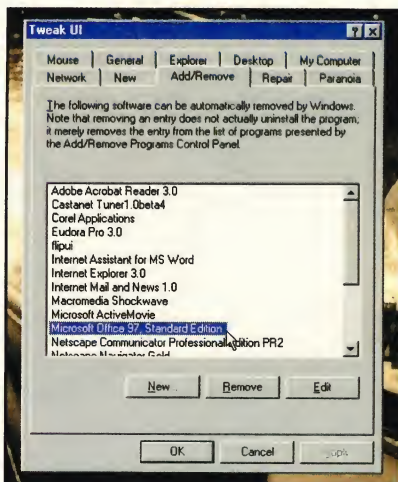 Tweak UI
Mouse General Explorer Desktop My Computer
Network New Add/Remove Repair Paranoia
The following software can be automatically removed by Windows.
Note that removing an entry does not actually uninstall the program;
it merely removes the entry from the list of programs presented by
the Add/Remove Programs Control Panel.
Adobe Acrobat Reader 3.0
Castanet Tuner1.0beta4
Corel Applications
Eudora Pro 3.0
flipui
Internet Assistant for MS Word
Internet Explorer 3.0
Internet Mail and News 1.0
Macromedia Shockwave
Microsoft ActiveMovie
Microsoft Office 97, Standard Edition
Netscape Communicator Professional Edition PR2
Netscape Navigator Gold
New... Remove Edit
OK Cancel Apply